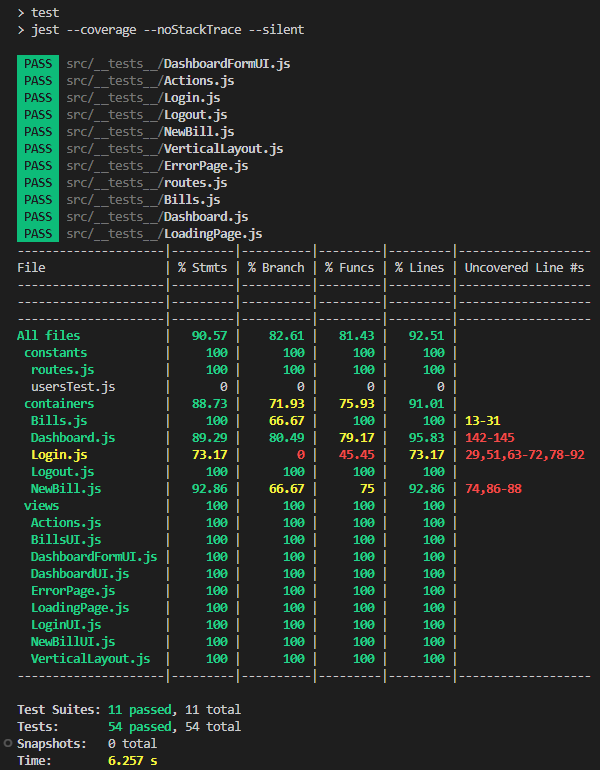 > test
> jest --coverage --noStackTrace --silent
PASS src/__tests__/DashboardFormUI.js
PASS src/__tests__/Actions.js
PASS src/__tests__/Login.js
PASS src/__tests__/Logout.js
PASS src/__tests__/NewBill.js
PASS src/__tests__/VerticalLayout.js
PASS src/__tests__/ErrorPage.js
PASS src/__tests__/routes.js
PASS src/__tests__/Bills.js
PASS src/__tests__/Dashboard.js
PASS src/__tests__/LoadingPage.js
---------------------|---------|----------|---------|---------|-------------------
File                 | % Stmts | % Branch | % Funcs | % Lines | Uncovered Line #s
---------------------|---------|----------|---------|---------|-------------------
---------------------|---------|----------|---------|---------|-------------------
---------------------|---------|----------|---------|---------|-------------------
All files            |   90.57 |    82.61 |   81.43 |   92.51 |
 constants           |     100 |      100 |     100 |     100 |
  routes.js          |     100 |      100 |     100 |     100 |
  usersTest.js       |       0 |        0 |       0 |       0 |
 containers          |   88.73 |    71.93 |   75.93 |   91.01 |
  Bills.js           |     100 |    66.67 |     100 |     100 | 13-31
  Dashboard.js       |   89.29 |    80.49 |   79.17 |   95.83 | 142-145
  Login.js           |   73.17 |        0 |   45.45 |   73.17 | 29,51,63-72,78-92
  Logout.js          |     100 |      100 |     100 |     100 |
  NewBill.js         |   92.86 |    66.67 |      75 |   92.86 | 74,86-88
 views               |     100 |      100 |     100 |     100 |
  Actions.js         |     100 |      100 |     100 |     100 |
  BillsUI.js         |     100 |      100 |     100 |     100 |
  DashboardFormUI.js |     100 |      100 |     100 |     100 |
  DashboardUI.js     |     100 |      100 |     100 |     100 |
  ErrorPage.js       |     100 |      100 |     100 |     100 |
  LoadingPage.js     |     100 |      100 |     100 |     100 |
  LoginUI.js         |     100 |      100 |     100 |     100 |
  NewBillUI.js       |     100 |      100 |     100 |     100 |
  VerticalLayout.js  |     100 |      100 |     100 |     100 |
---------------------|---------|----------|---------|---------|-------------------
Test Suites: 11 passed, 11 total
Tests:       54 passed, 54 total
Snapshots:   0 total
Time:        6.257 s